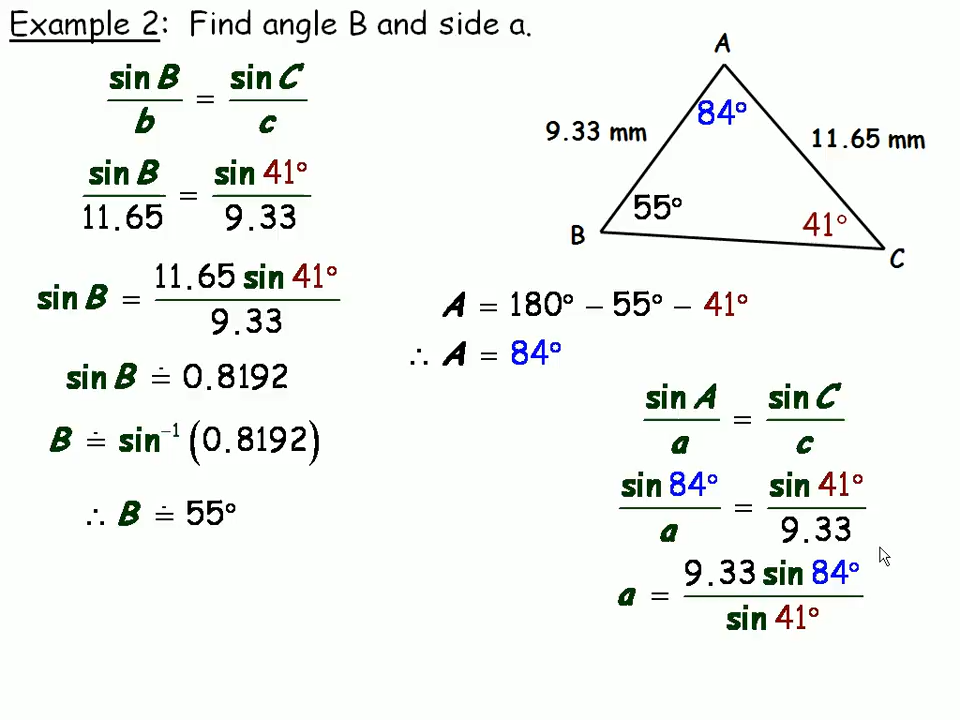 Example 2: Find angle B and side a.
sin B / b = sin C / c
sin B / 11.65 = sin 41° / 9.33
sin B = 11.65 sin 41° / 9.33
sin B ≐ 0.8192
B ≐ sin⁻¹(0.8192)
∴ B ≐ 55°
A
84°
9.33 mm
11.65 mm
55°
41°
B
C
A = 180° − 55° − 41°
∴ A = 84°
sin A / a = sin C / c
sin 84° / a = sin 41° / 9.33
a = 9.33 sin 84° / sin 41°